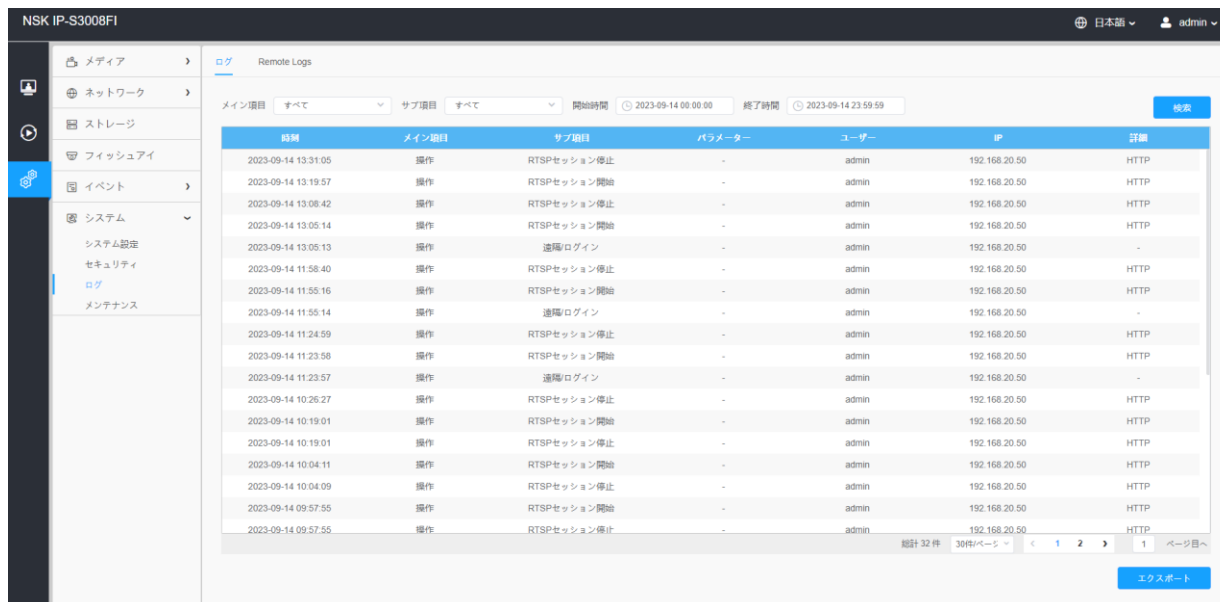 NSK IP-S3008FI
日本語
admin
メディア
ネットワーク
ストレージ
フィッシュアイ
イベント
システム
システム設定
セキュリティ
ログ
メンテナンス
ログ Remote Logs
メイン項目 すべて サブ項目 すべて 開始時間 2023-09-14 00:00:00 終了時間 2023-09-14 23:59:59 検索
時刻 メイン項目 サブ項目 パラメーター ユーザー IP 詳細
2023-09-14 13:31:05 操作 RTSPセッション停止 - admin 192.168.20.50 HTTP
2023-09-14 13:19:57 操作 RTSPセッション開始 - admin 192.168.20.50 HTTP
2023-09-14 13:08:42 操作 RTSPセッション停止 - admin 192.168.20.50 HTTP
2023-09-14 13:05:14 操作 RTSPセッション開始 - admin 192.168.20.50 HTTP
2023-09-14 13:05:13 操作 遠隔/ログイン - admin 192.168.20.50 -
2023-09-14 11:58:40 操作 RTSPセッション停止 - admin 192.168.20.50 HTTP
2023-09-14 11:55:16 操作 RTSPセッション開始 - admin 192.168.20.50 HTTP
2023-09-14 11:55:14 操作 遠隔/ログイン - admin 192.168.20.50 -
2023-09-14 11:24:59 操作 RTSPセッション停止 - admin 192.168.20.50 HTTP
2023-09-14 11:23:58 操作 RTSPセッション開始 - admin 192.168.20.50 HTTP
2023-09-14 11:23:57 操作 遠隔/ログイン - admin 192.168.20.50 -
2023-09-14 10:26:27 操作 RTSPセッション停止 - admin 192.168.20.50 HTTP
2023-09-14 10:19:01 操作 RTSPセッション開始 - admin 192.168.20.50 HTTP
2023-09-14 10:19:01 操作 RTSPセッション停止 - admin 192.168.20.50 HTTP
2023-09-14 10:04:11 操作 RTSPセッション開始 - admin 192.168.20.50 HTTP
2023-09-14 10:04:09 操作 RTSPセッション停止 - admin 192.168.20.50 HTTP
2023-09-14 09:57:55 操作 RTSPセッション開始 - admin 192.168.20.50 HTTP
2023-09-14 09:57:55 操作 RTSPセッション停止 - admin 192.168.20.50 HTTP
総計 32 件 30件/ページ < 1 2 > 1 ページ目へ
エクスポート